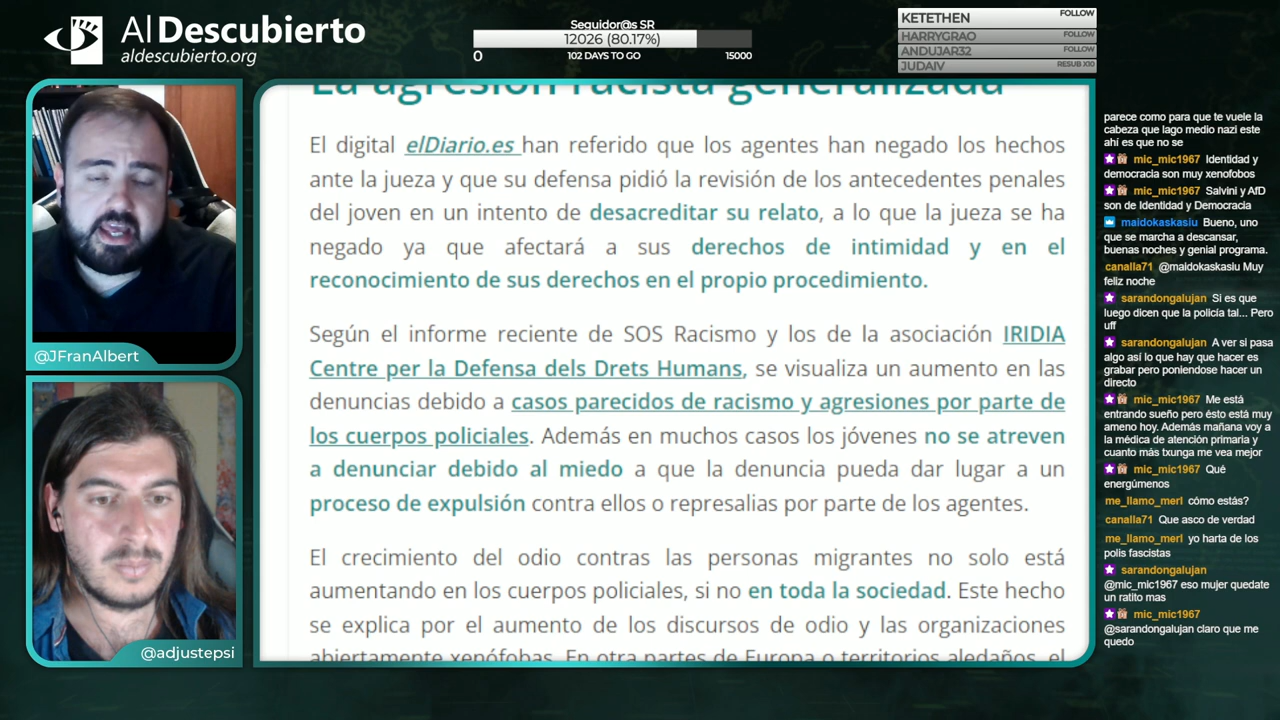 Al Descubierto
aldescubierto.org
Seguidor@s SR
12026 (80.17%)
0
102 DAYS TO GO
15000
KETETHEN FOLLOW
HARRYGRAO FOLLOW
ANDUJAR32 FOLLOW
JUDAIV RESUB X10
@JFranAlbert
@adjustepsi
La agresión racista generalizada
El digital elDiario.es han referido que los agentes han negado los hechos
ante la jueza y que su defensa pidió la revisión de los antecedentes penales
del joven en un intento de desacreditar su relato, a lo que la jueza se ha
negado ya que afectará a sus derechos de intimidad y en el
reconocimiento de sus derechos en el propio procedimiento.
Según el informe reciente de SOS Racismo y los de la asociación IRIDIA
Centre per la Defensa dels Drets Humans, se visualiza un aumento en las
denuncias debido a casos parecidos de racismo y agresiones por parte de
los cuerpos policiales. Además en muchos casos los jóvenes no se atreven
a denunciar debido al miedo a que la denuncia pueda dar lugar a un
proceso de expulsión contra ellos o represalias por parte de los agentes.
El crecimiento del odio contras las personas migrantes no solo está
aumentando en los cuerpos policiales, si no en toda la sociedad. Este hecho
se explica por el aumento de los discursos de odio y las organizaciones
abiertamente xenófobas. En otra partes de Europa o territorios aledaños, el
parece como para que te vuele la
cabeza que lago medio nazi este
ahí es que no se
mic_mic1967 Identidad y
democracia son muy xenofobos
mic_mic1967 Salvini y AfD
son de Identidad y Democracia
maidokaskasiu Bueno, uno
que se marcha a descansar,
buenas noches y genial programa.
canalla71 @maidokaskasiu Muy
feliz noche
sarandongalujan Si es que
luego dicen que la policía tal... Pero
uff
sarandongalujan A ver si pasa
algo así lo que hay que hacer es
grabar pero poniendose hacer un
directo
mic_mic1967 Me está
entrando sueño pero ésto está muy
ameno hoy. Además mañana voy a
la médica de atención primaria y
cuanto más txunga me vea mejor
mic_mic1967 Qué
energúmenos
me_llamo_meri cómo estás?
canalla71 Que asco de verdad
me_llamo_meri yo harta de los
polis fascistas
sarandongalujan
@mic_mic1967 eso mujer quedate
un ratito mas
mic_mic1967
@sarandongalujan claro que me
quedo